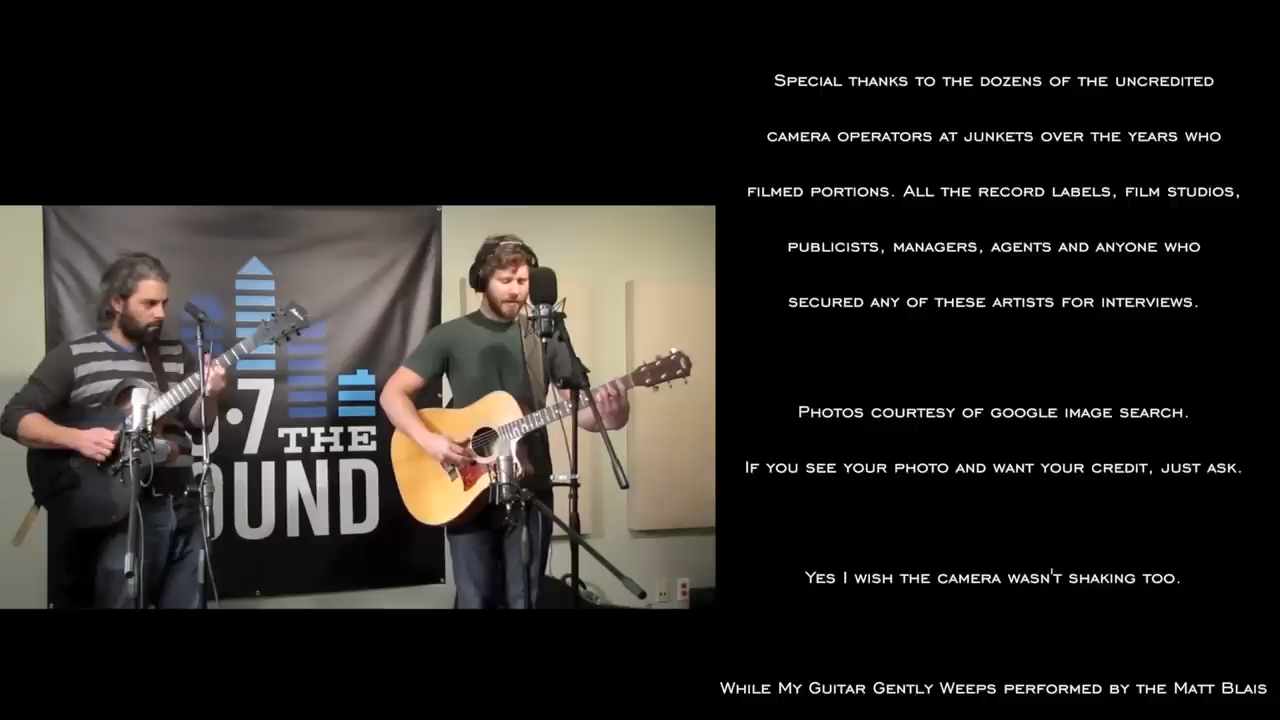 .7 THE
OUND
SPECIAL THANKS TO THE DOZENS OF THE UNCREDITED
CAMERA OPERATORS AT JUNKETS OVER THE YEARS WHO
FILMED PORTIONS. ALL THE RECORD LABELS, FILM STUDIOS,
PUBLICISTS, MANAGERS, AGENTS AND ANYONE WHO
SECURED ANY OF THESE ARTISTS FOR INTERVIEWS.
PHOTOS COURTESY OF GOOGLE IMAGE SEARCH.
IF YOU SEE YOUR PHOTO AND WANT YOUR CREDIT, JUST ASK.
YES I WISH THE CAMERA WASN'T SHAKING TOO.
WHILE MY GUITAR GENTLY WEEPS PERFORMED BY THE MATT BLAIS